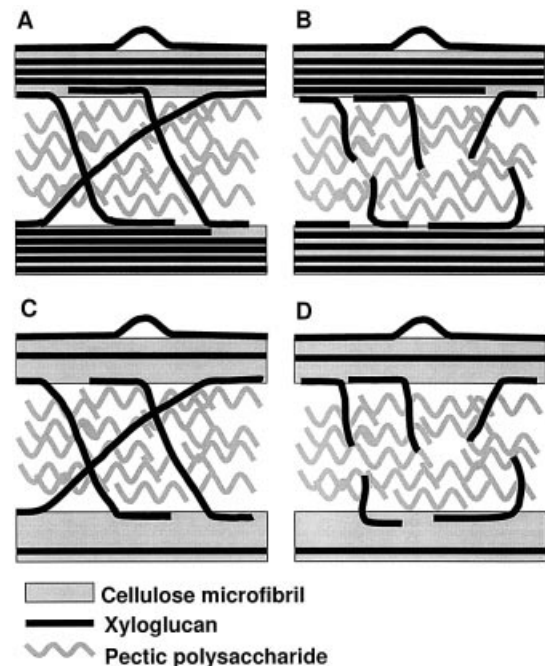 A
B
C
D
Cellulose microfibril
Xyloglucan
Pectic polysaccharide